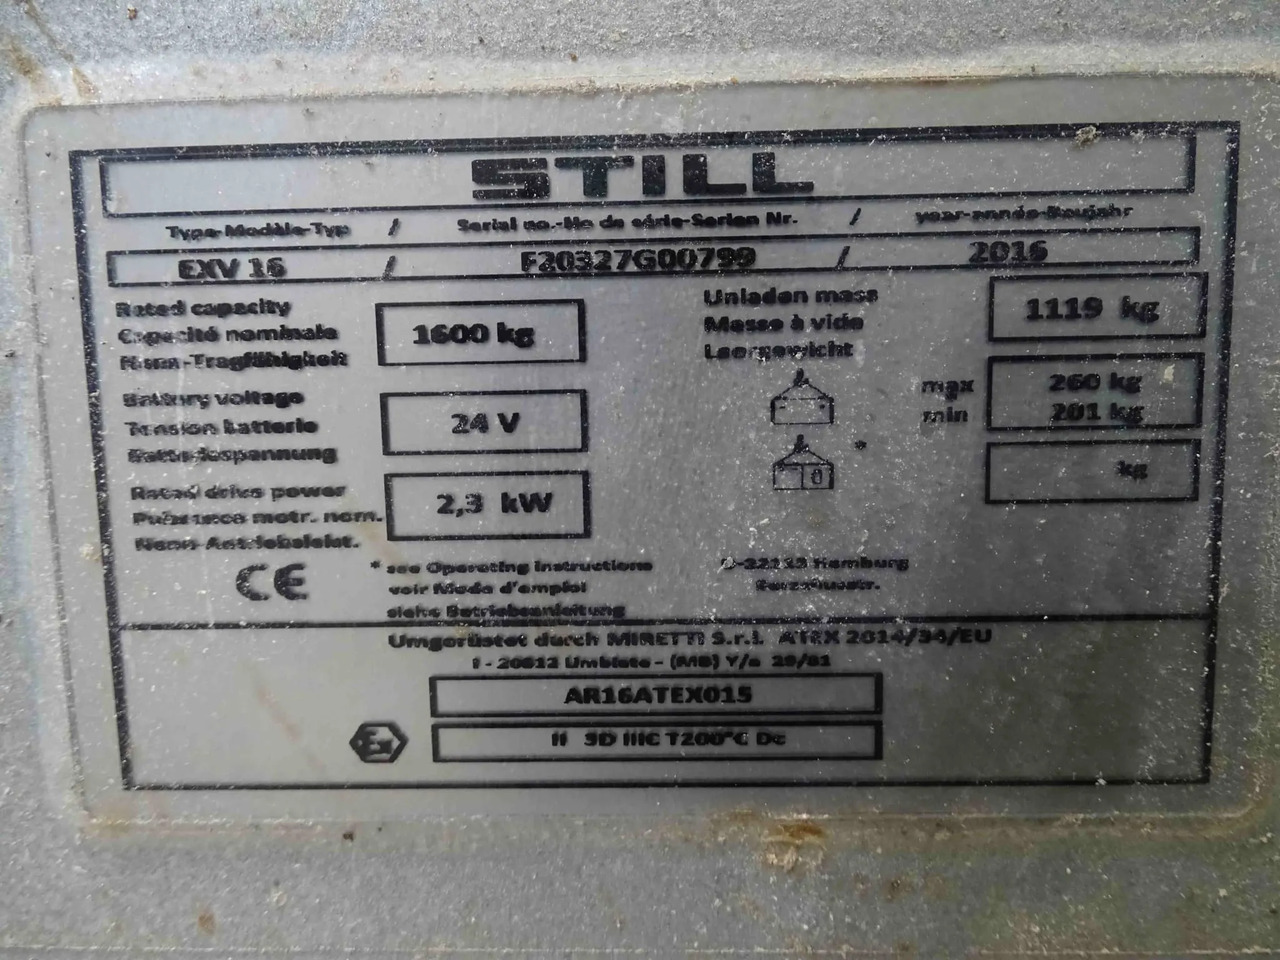 STILL
Type-Modèle-Typ / Serial no.-No de série-Serien Nr. / year-année-Baujahr
EXV 16 / F20327G00799 / 2016
Rated capacity
Capacité nominale
Nenn-Tragfähigkeit
1600 kg
Unladen mass
Masse à vide
Leergewicht
1119 kg
Battery voltage
Tension batterie
Batteriespannung
24 V
max 260 kg
min 201 kg
* kg
Rated drive power
Puissance motr. nom.
Nenn-Antriebsleist.
2,3 kW
CE
* see Operating instructions
voir Mode d'emploi
siehe Betriebsanleitung
D-22113 Hamburg
Umgerüstet durch MIRETTI S.r.l. ATEX 2014/34/EU
I - 20812 Limbiate - (MB)
AR16ATEX015
Ex
II 3D IIIC T200°C Dc